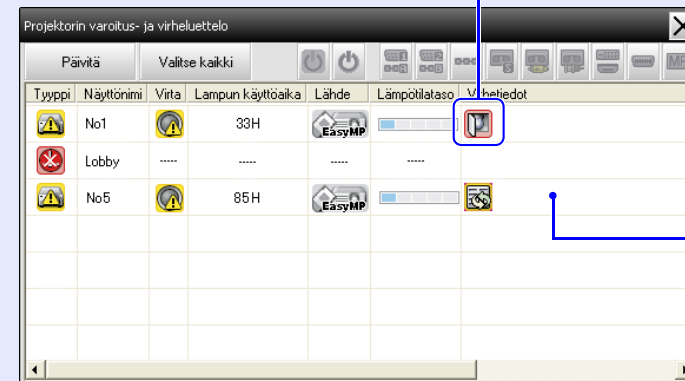 Projektorin varoitus- ja virheluettelo
Päivitä Valitse kaikki
Tyyppi Näyttönimi Virta Lampun käyttöaika Lähde Lämpötilataso Virhetiedot
No1 33H EasyMP
Lobby ----- ----- ----- -----
No5 85H EasyMP